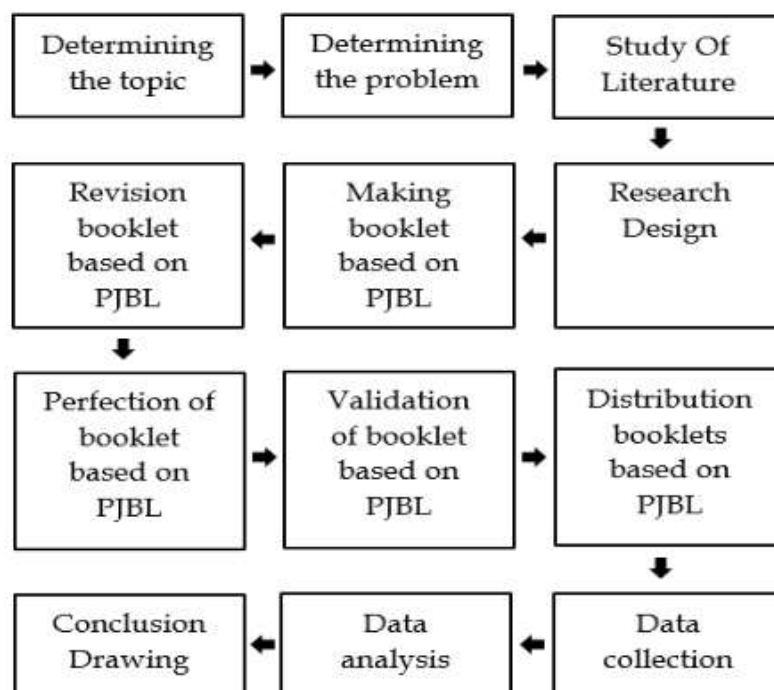 Determining
the topic
Determining
the problem
Study Of
Literature
Revision
booklet
based on
PJBL
Making
booklet
based on
PJBL
Research
Design
Perfection of
booklet
based on
PJBL
Validation
of booklet
based on
PJBL
Distribution
booklets
based on
PJBL
Conclusion
Drawing
Data
analysis
Data
collection